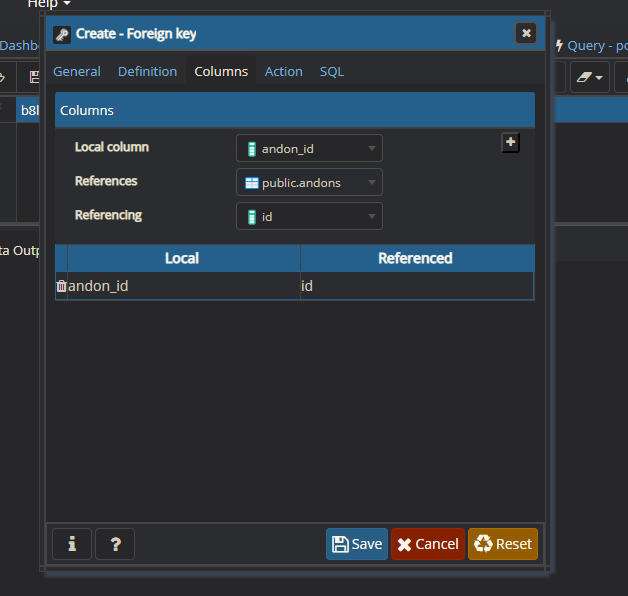 Help
Create - Foreign key
Dashb
Query - po
General Definition Columns Action SQL
b8l
Columns
Local column andon_id
References public.andons
Referencing id
ta Outp
Local Referenced
andon_id id
Save Cancel Reset